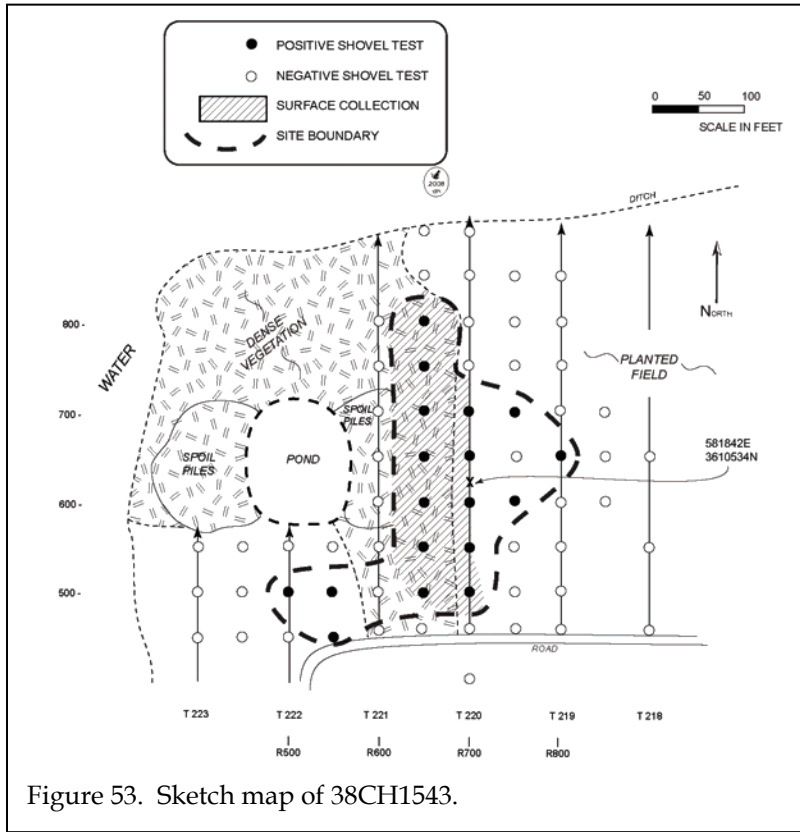 POSITIVE SHOVEL TEST
NEGATIVE SHOVEL TEST
SURFACE COLLECTION
SITE BOUNDARY
0 50 100
SCALE IN FEET
2008
DITCH
NORTH
800 -
DENSE
VEGETATION
WATER
PLANTED
FIELD
700 -
SPOIL
PILES
SPOIL
PILES
POND
581842E
3610534N
600 -
500 -
ROAD
T 223 T 222 T 221 T 220 T 219 T 218
R500 R600 R700 R800
Figure 53. Sketch map of 38CH1543.